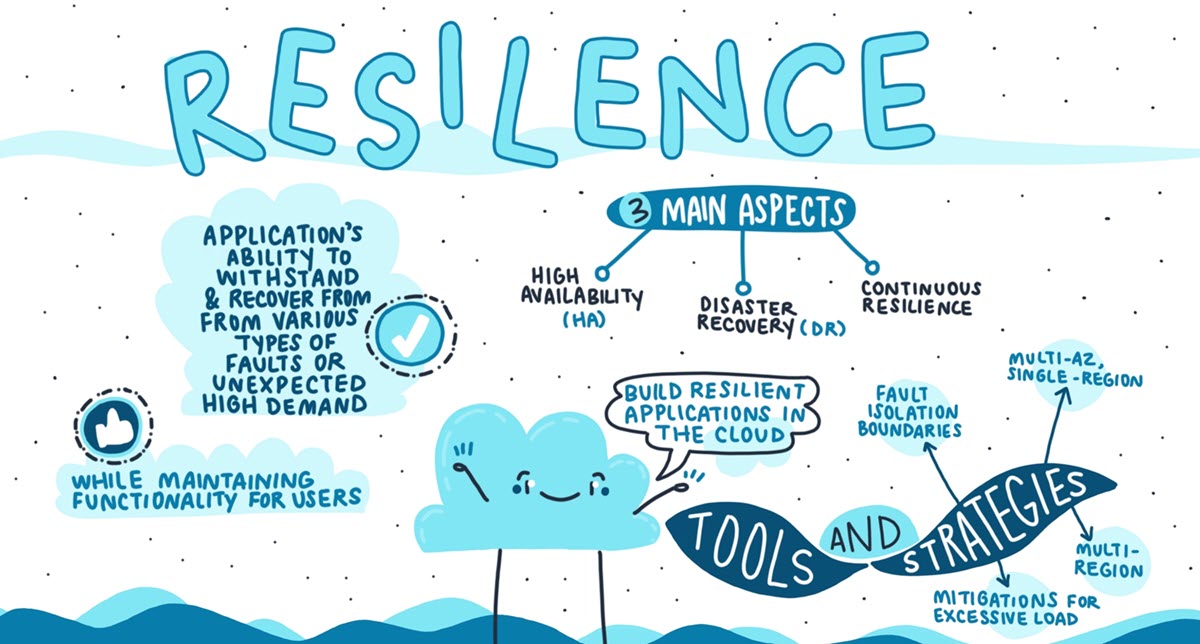 RESILENCE
APPLICATION'S
ABILITY TO
WITHSTAND
& RECOVER FROM
FROM VARIOUS
TYPES OF
FAULTS OR
UNEXPECTED
HIGH DEMAND
WHILE MAINTAINING
FUNCTIONALITY FOR USERS
3 MAIN ASPECTS
HIGH
AVAILABILITY
(HA)
DISASTER
RECOVERY (DR)
CONTINUOUS
RESILIENCE
BUILD RESILIENT
APPLICATIONS IN
THE CLOUD
TOOLS AND STRATEGIES
FAULT
ISOLATION
BOUNDARIES
MULTI-AZ,
SINGLE-REGION
MULTI-
REGION
MITIGATIONS FOR
EXCESSIVE LOAD